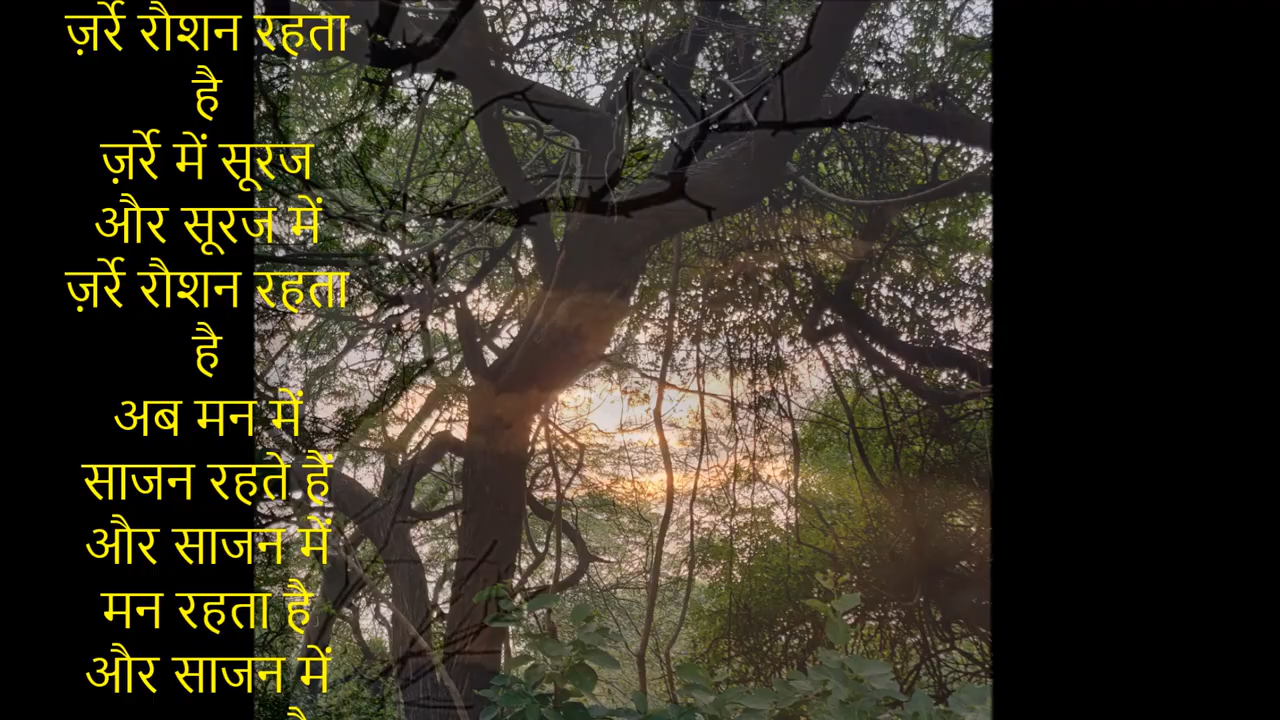 ज़र्रे रौशन रहता
है
ज़र्रे में सूरज
और सूरज में
ज़र्रे रौशन रहता
है
अब मन में
साजन रहते हैं
और साजन में
मन रहता है
और साजन में